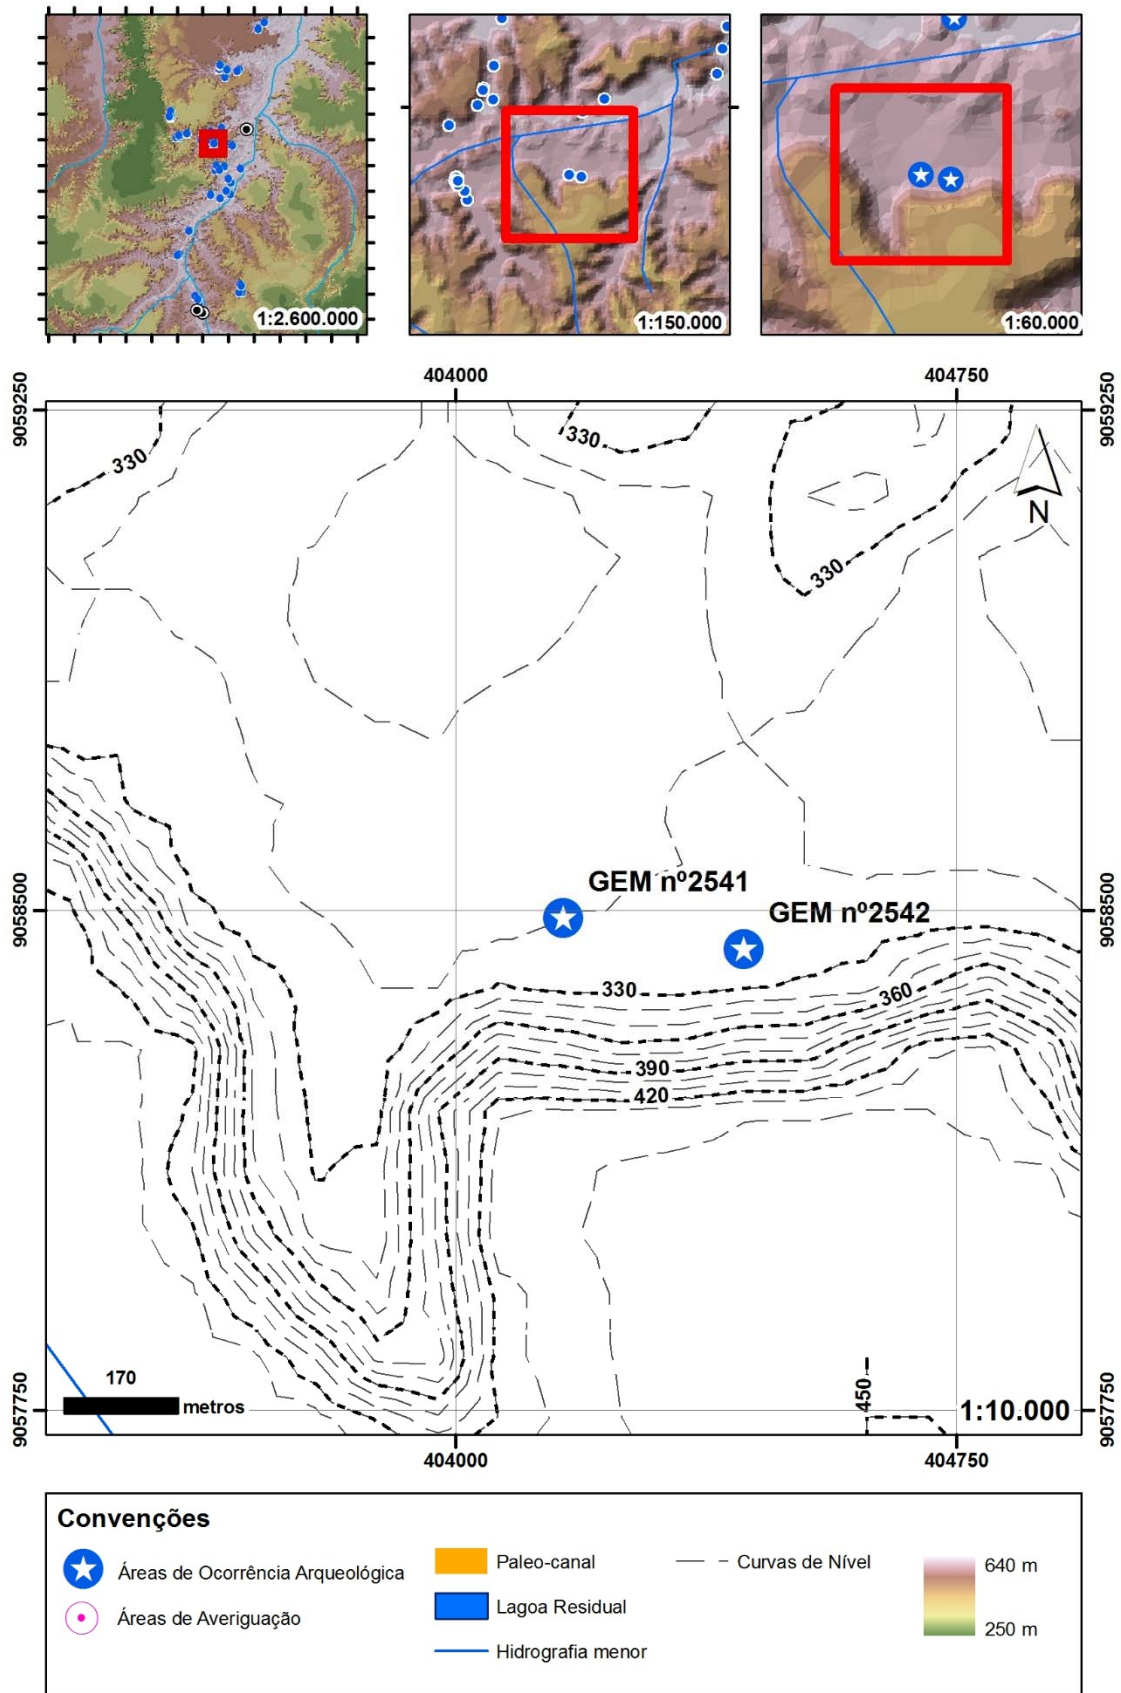 1:2.600.000
1:150.000
1:60.000
404000
404750
9059250
9059250
330
330
330
N
GEM nº2541
GEM nº2542
9058500
9058500
330
360
390
420
450
170
metros
1:10.000
9057750
9057750
404000
404750
Convenções
Áreas de Ocorrência Arqueológica
Áreas de Averiguação
Paleo-canal
Lagoa Residual
Hidrografia menor
Curvas de Nível
640 m
250 m